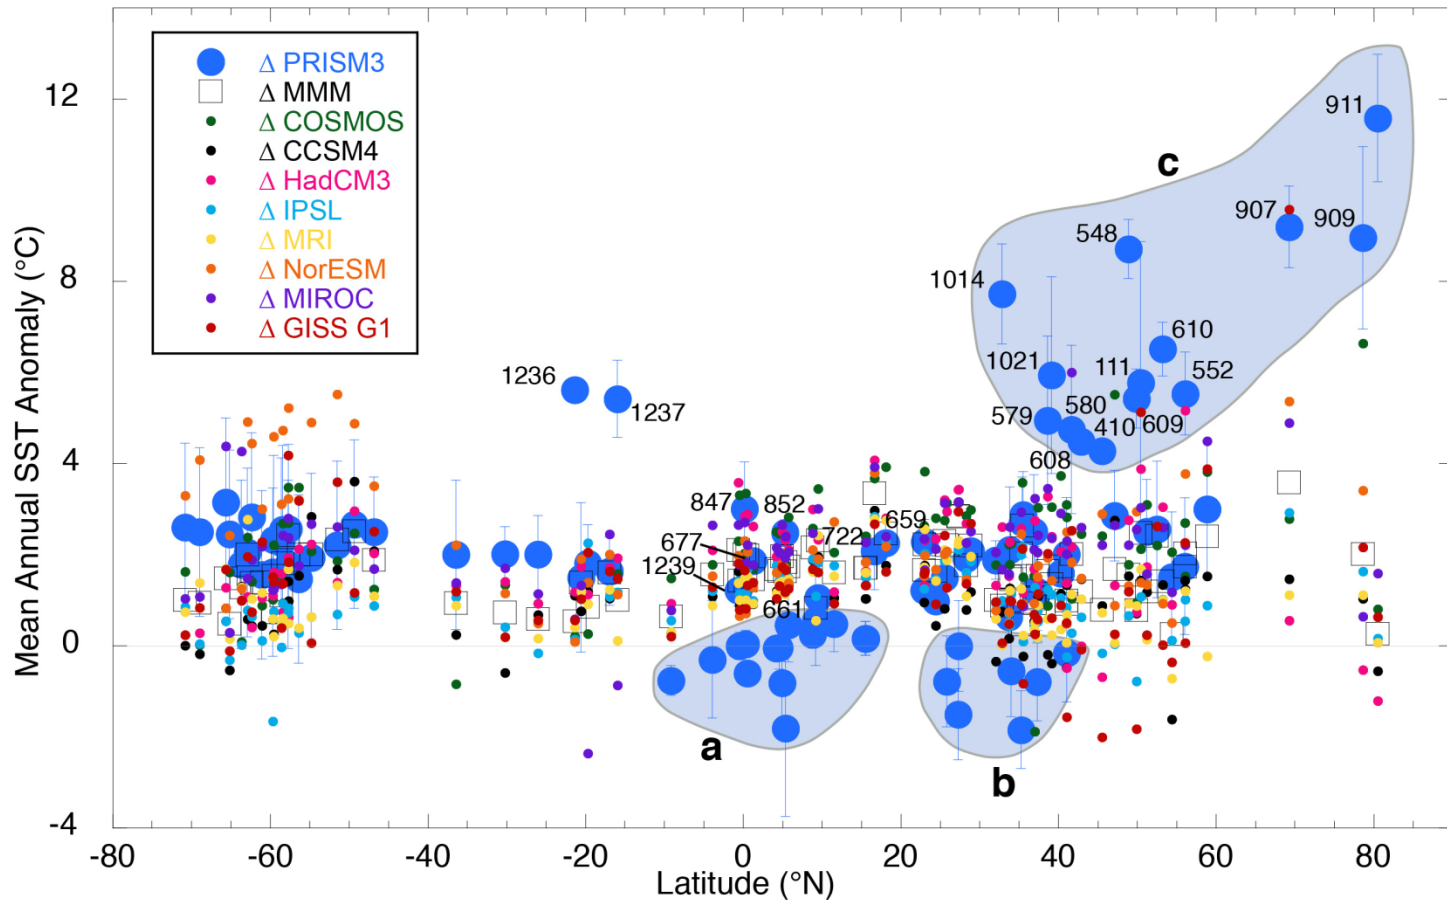 Mean Annual SST Anomaly (°C)
12
8
4
0
-4
Δ PRISM3
Δ MMM
Δ COSMOS
Δ CCSM4
Δ HadCM3
Δ IPSL
Δ MRI
Δ NorESM
Δ MIROC
Δ GISS G1
911
c
907
909
548
1014
610
1021
111
552
1236
1237
579
580
410
609
608
847
852
659
722
677
1239
661
a
b
-80
-60
-40
-20
0
20
40
60
80
Latitude (°N)